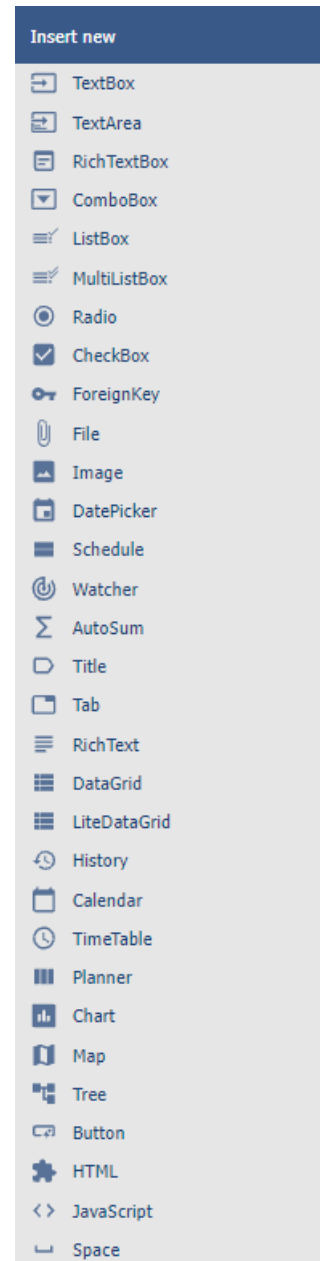 Insert new
TextBox
TextArea
RichTextBox
ComboBox
ListBox
MultiListBox
Radio
CheckBox
ForeignKey
File
Image
DatePicker
Schedule
Watcher
AutoSum
Title
Tab
RichText
DataGrid
LiteDataGrid
History
Calendar
TimeTable
Planner
Chart
Map
Tree
Button
HTML
JavaScript
Space